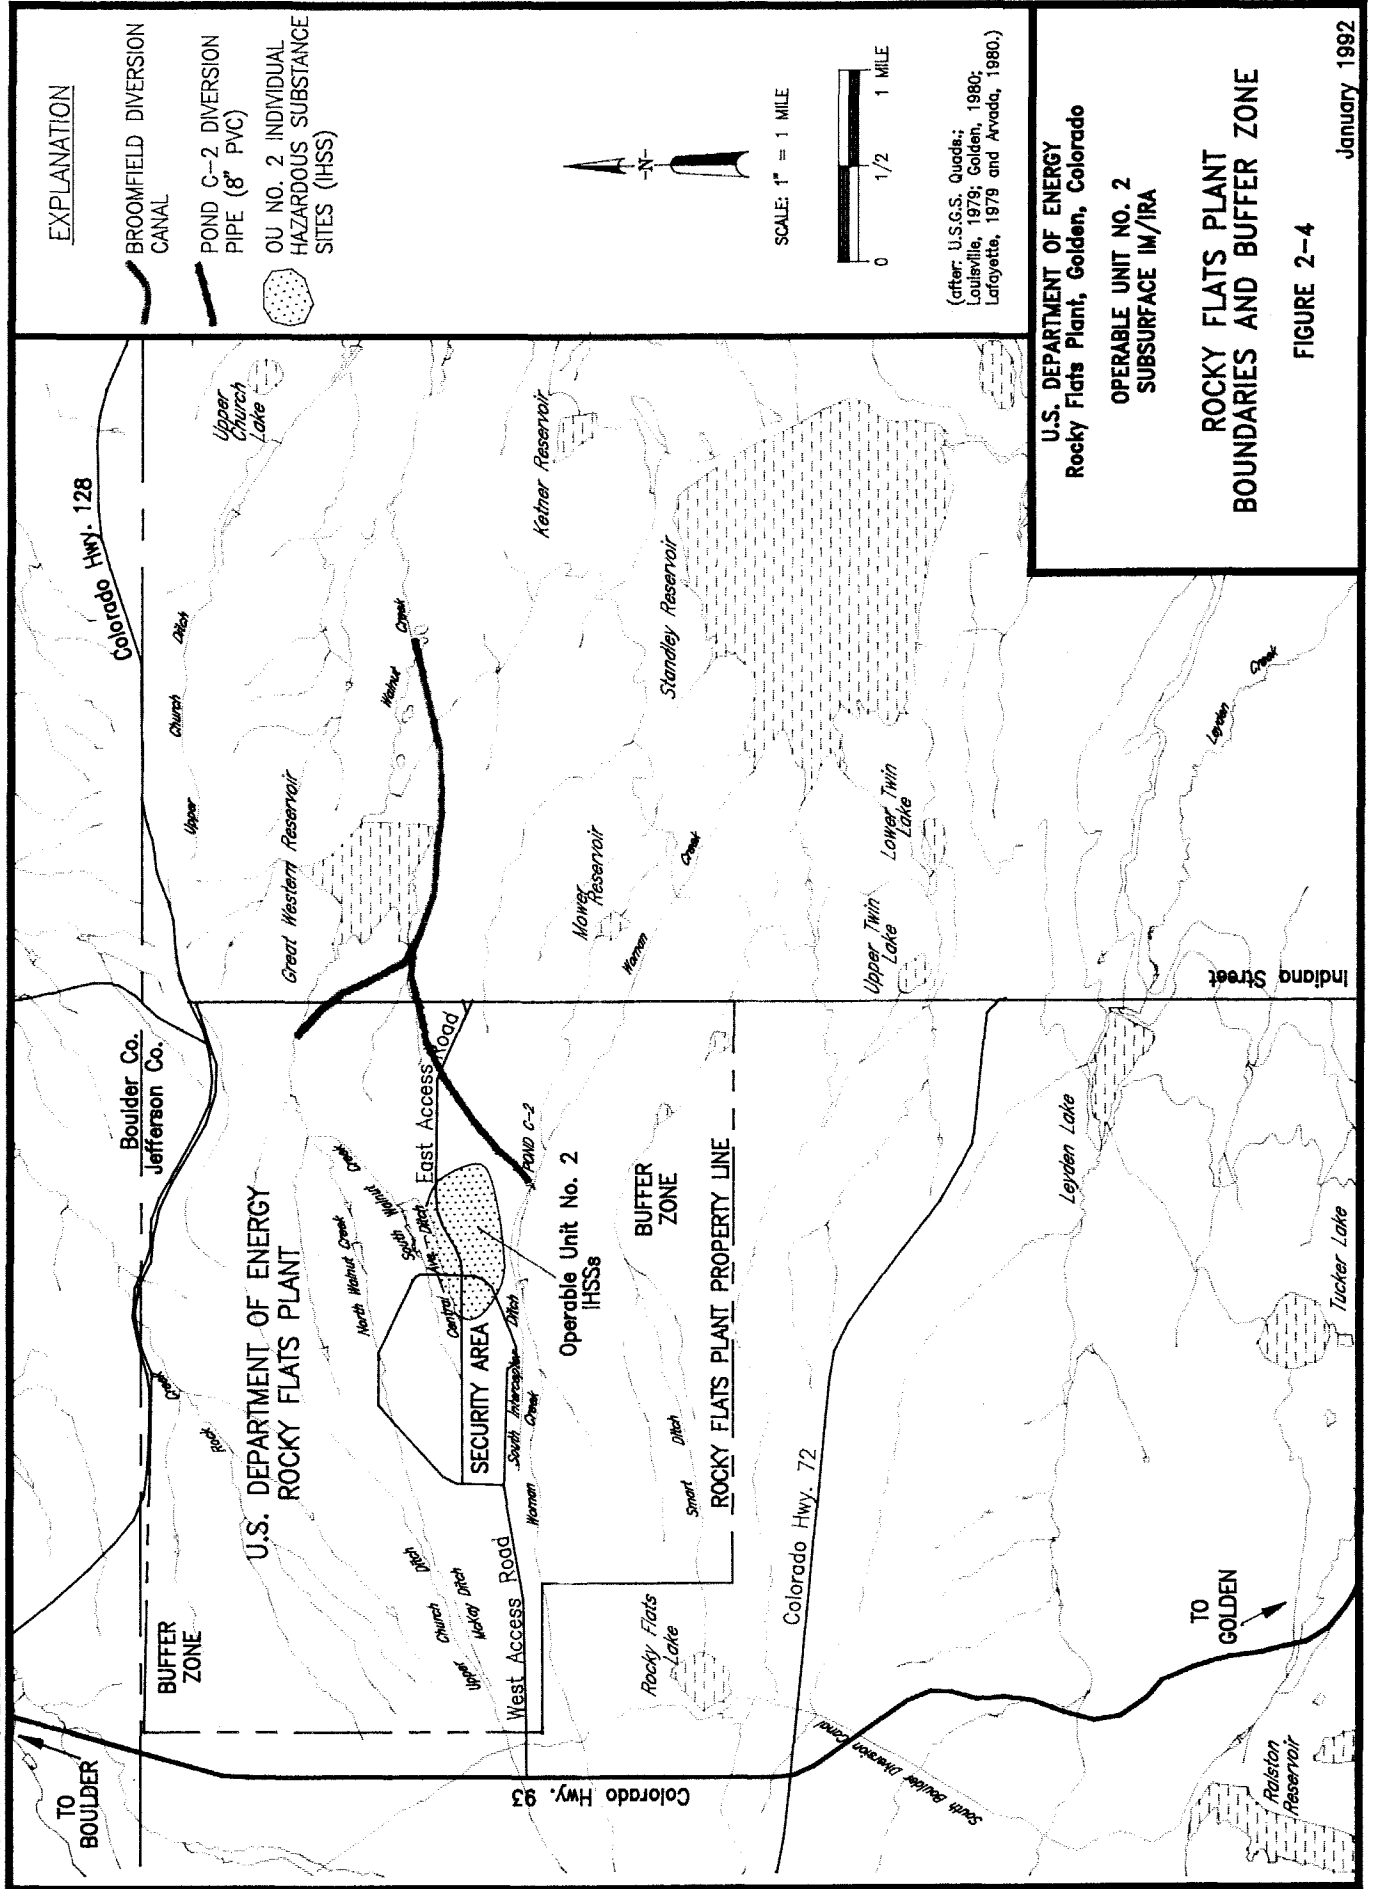 EXPLANATION
BROOMFIELD DIVERSION
CANAL
POND C-2 DIVERSION
PIPE (8" PVC)
OU NO. 2 INDIVIDUAL
HAZARDOUS SUBSTANCE
SITES (IHSS)
-N-
SCALE: 1" = 1 MILE
0
1/2
1 MILE
(after: U.S.G.S. Quads.;
Louisville, 1979; Golden, 1980;
Lafayette, 1979 and Arvada, 1980.)
U.S. DEPARTMENT OF ENERGY
Rocky Flats Plant, Golden, Colorado
OPERABLE UNIT NO. 2
SUBSURFACE IM/IRA
ROCKY FLATS PLANT
BOUNDARIES AND BUFFER ZONE
FIGURE 2-4
January 1992
TO
BOULDER
BUFFER
ZONE
Boulder Co.
Jefferson Co.
Colorado Hwy. 128
Upper
Church
Lake
Upper Church Ditch
Rock Creek
U.S. DEPARTMENT OF ENERGY
ROCKY FLATS PLANT
Great Western Reservoir
Walnut Creek
Ketner Reservoir
North Walnut Creek
South Walnut Creek
Central Ave. Ditch
East Access Road
Upper Church Ditch
McKay Ditch
West Access Road
SECURITY AREA
South Interceptor Ditch
Woman Creek
POND C-2
Operable Unit No. 2
IHSSs
Mower
Reservoir
Woman Creek
Standley Reservoir
BUFFER
ZONE
Smart Ditch
ROCKY FLATS PLANT PROPERTY LINE
Rocky Flats
Lake
Colorado Hwy. 93
Colorado Hwy. 72
Upper Twin
Lake
Lower Twin
Lake
South Boulder Diversion Canal
Leyden Lake
Leyden Creek
Indiana Street
TO
GOLDEN
Ralston
Reservoir
Tucker Lake